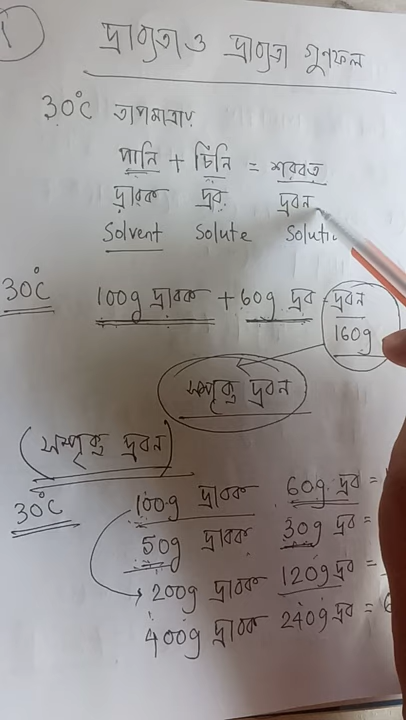 1
দ্রাব্যতা ও দ্রাব্যতা গুণফল
30°C তাপমাত্রায়
পানি + চিনি = শরবত
দ্রাবক দ্রব দ্রবন
Solvent Solute Soluti
30°C 100g দ্রাবক + 60g দ্রব = দ্রবন
160g
সম্পৃক্ত দ্রবন
(সম্পৃক্ত দ্রবন)
30°C 100g দ্রাবক 60g দ্রব =
50g দ্রাবক 30g দ্রব =
200g দ্রাবক 120g দ্রব =
400g দ্রাবক 240g দ্রব = 6